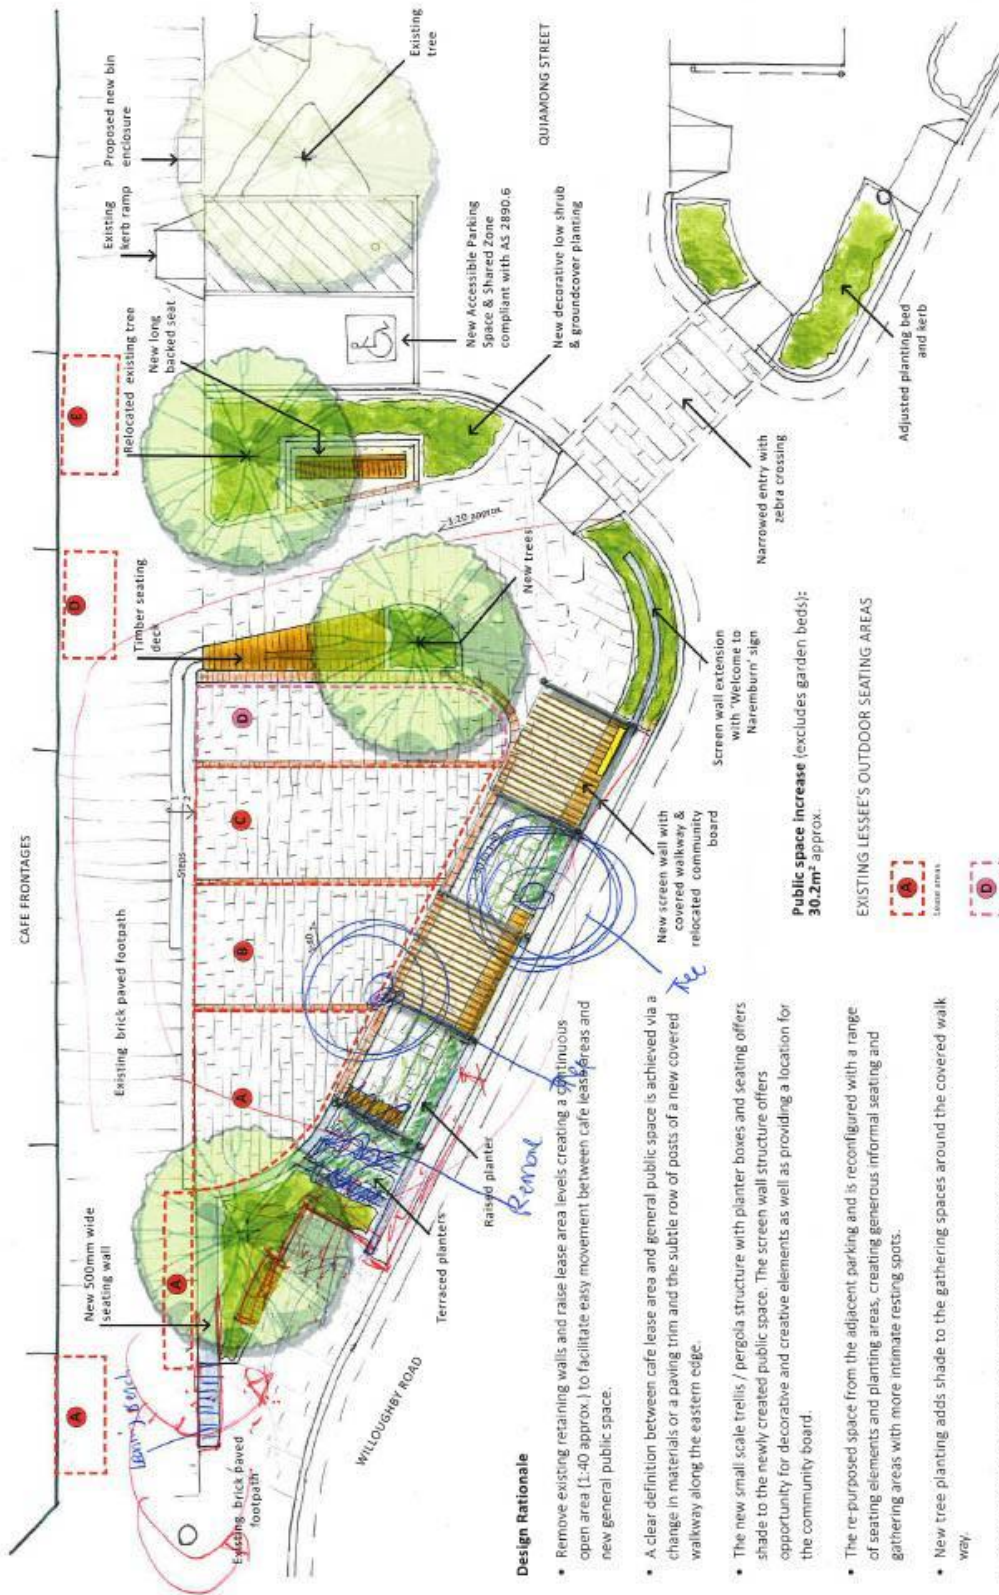 CAFE FRONTAGES
New 500mm wide
seating wall
Existing brick paved footpath
Timber seating
deck
Relocated existing tree
New long
backed seat
Existing
kerb ramp
Proposed new bin
enclosure
Existing
tree
A
A
D
E
Steps
1
2
A
B
C
D
Leaning Bench
Existing brick paved
footpath
WILLOUGHBY ROAD
Terraced planters
Raised planter
Remove
Tree
New screen wall with
covered walkway &
relocated community
board
Screen wall extension
with 'Welcome to
Naremburn' sign
New trees
1:20 approx.
Narrowed entry with
zebra crossing
New Accessible Parking
Space & Shared Zone
compliant with AS 2890.6
New decorative low shrub
& groundcover planting
QUIAMONG STREET
Adjusted planting bed
and kerb
Design Rationale
• Remove existing retaining walls and raise lease area levels creating a continuous
open area (1:40 approx.) to facilitate easy movement between cafe lease areas and
new general public space.
• A clear definition between cafe lease area and general public space is achieved via a
change in materials or a paving trim and the subtle row of posts of a new covered
walkway along the eastern edge.
• The new small scale trellis / pergola structure with planter boxes and seating offers
shade to the newly created public space. The screen wall structure offers
opportunity for decorative and creative elements as well as providing a location for
the community board.
• The re-purposed space from the adjacent parking and is reconfigured with a range
of seating elements and planting areas, creating generous informal seating and
gathering areas with more intimate resting spots.
• New tree planting adds shade to the gathering spaces around the covered walk
way.
Public space increase (excludes garden beds):
30.2m² approx.
EXISTING LESSEE'S OUTDOOR SEATING AREAS
A
Lease areas
D